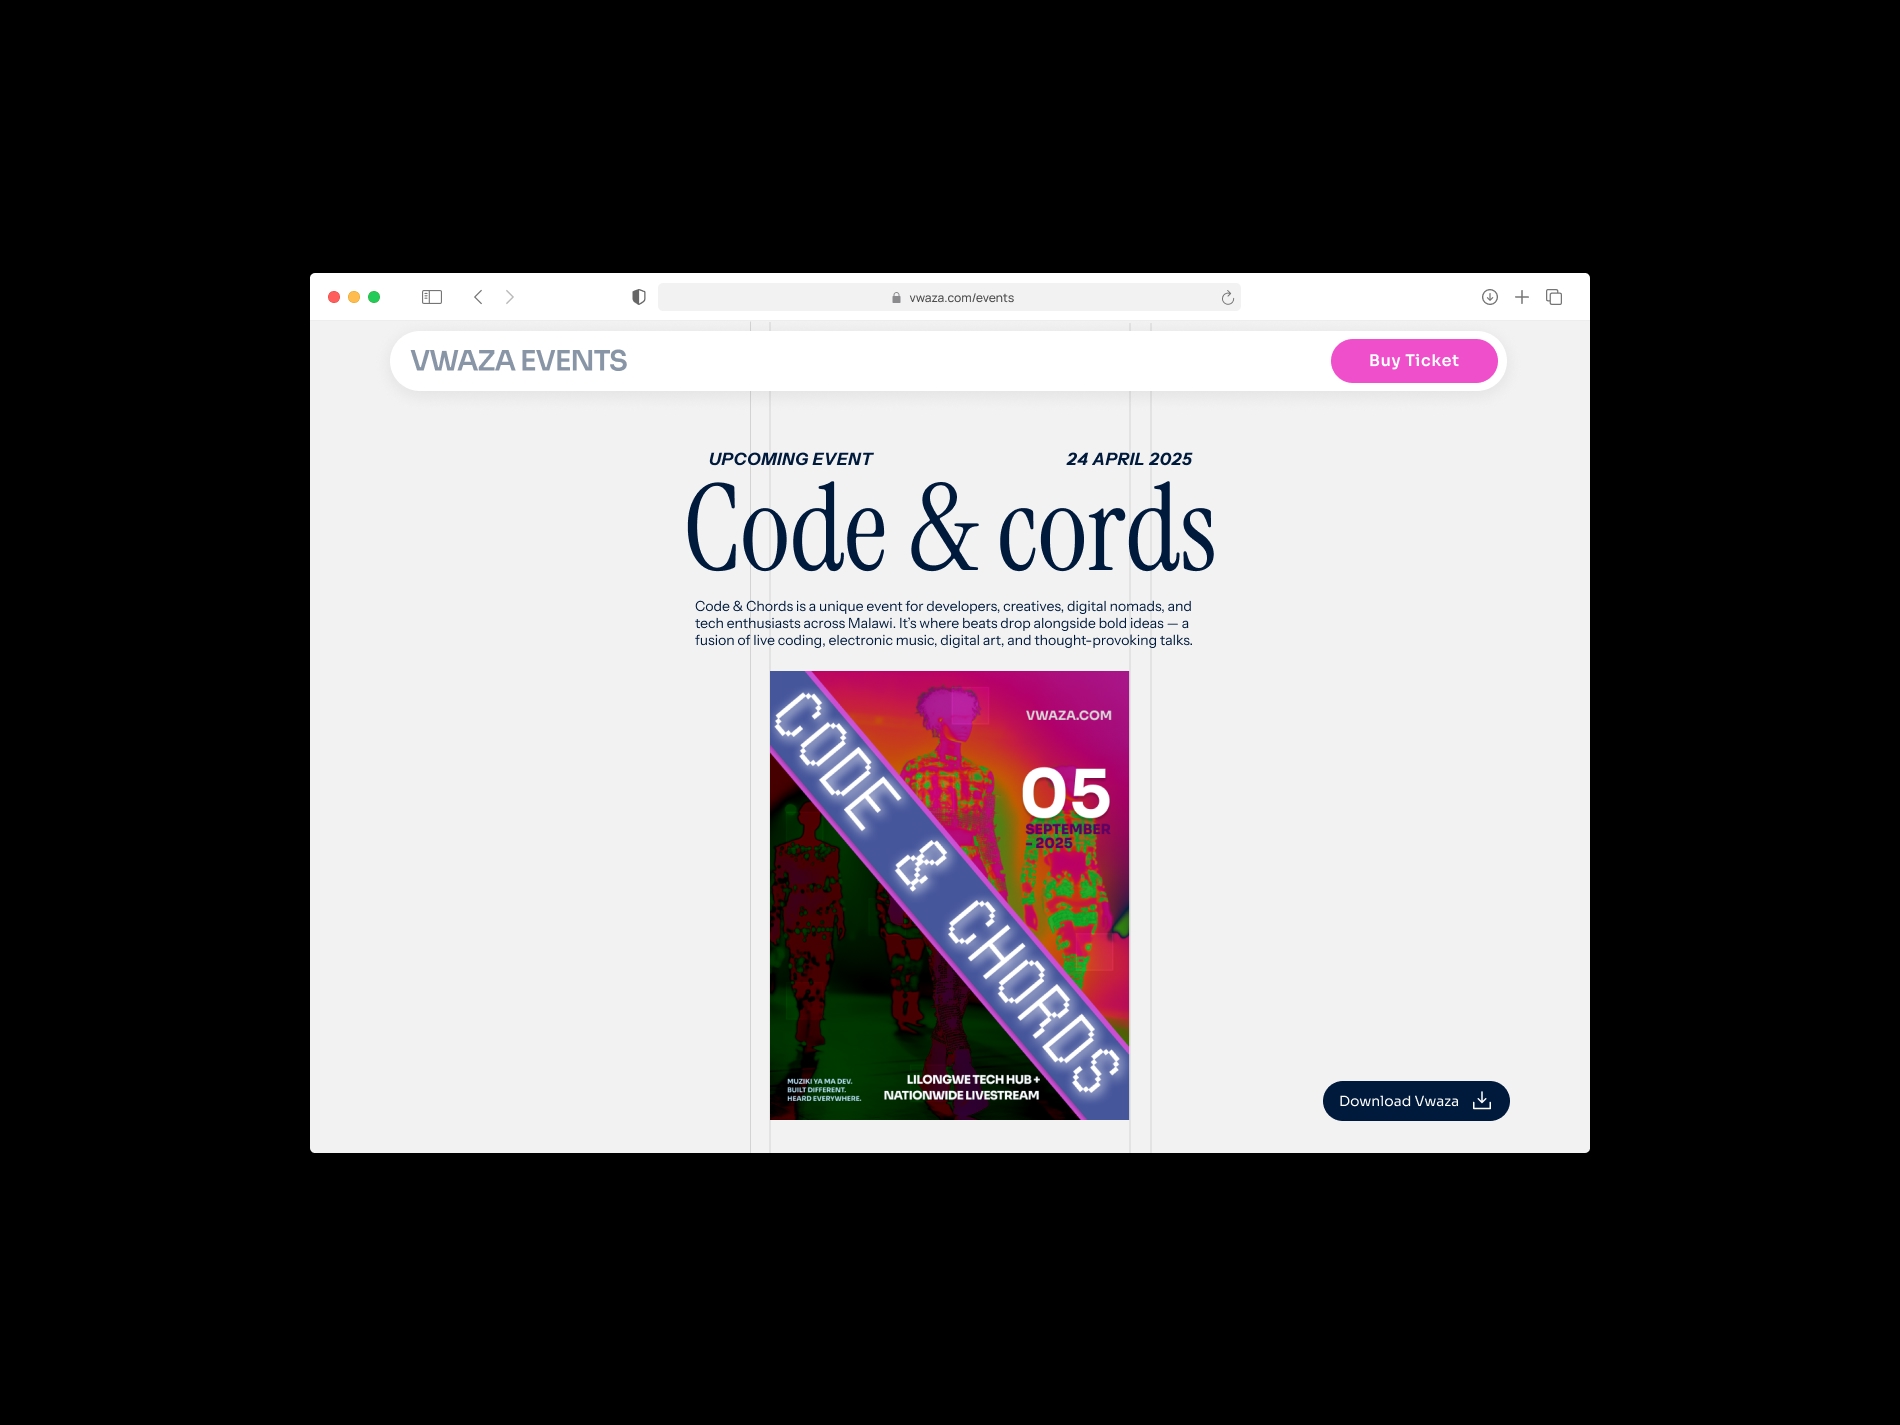 vwaza.com/events
VWAZA EVENTS
Buy Ticket
UPCOMING EVENT
24 APRIL 2025
Code & cords
Code & Chords is a unique event for developers, creatives, digital nomads, and
tech enthusiasts across Malawi. It’s where beats drop alongside bold ideas — a
fusion of live coding, electronic music, digital art, and thought-provoking talks.
CODE & CHORDS
VWAZA.COM
05
SEPTEMBER
- 2025
MUZIKI YA MA DEV.
BUILT DIFFERENT.
HEARD EVERYWHERE.
LILONGWE TECH HUB +
NATIONWIDE LIVESTREAM
Download Vwaza